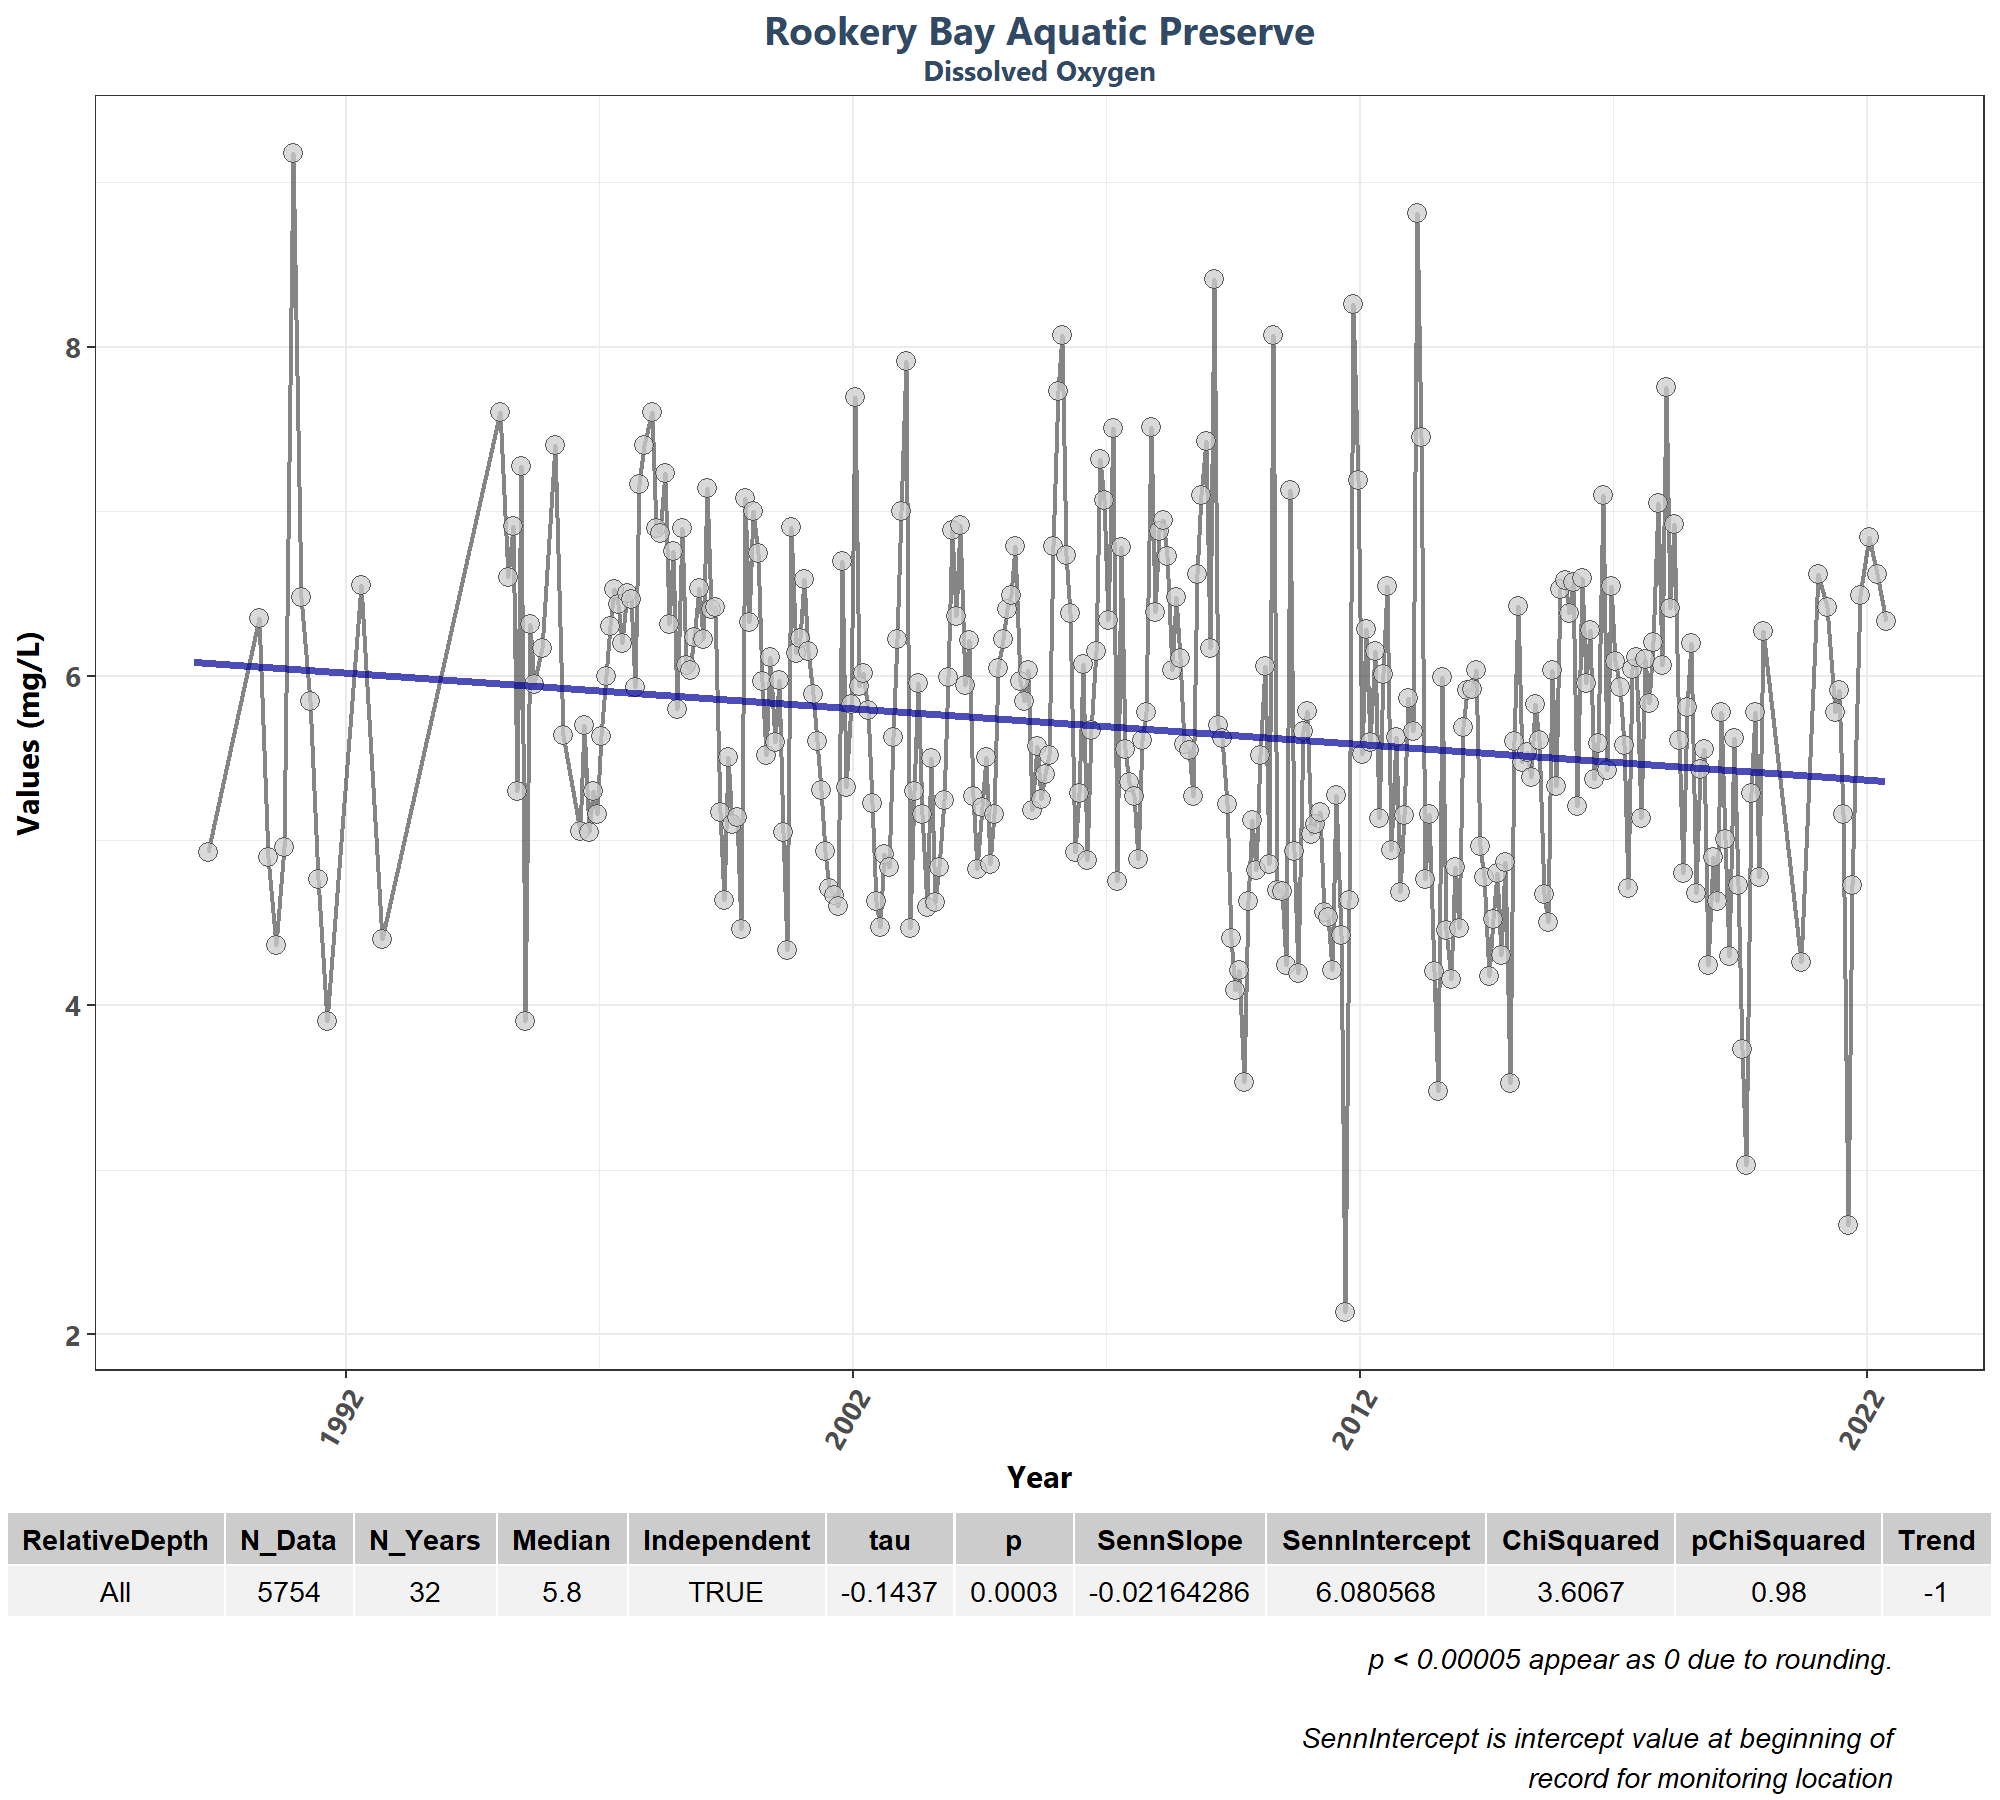 Rookery Bay Aquatic Preserve
Dissolved Oxygen
Values (mg/L)
8
6
4
2
1992 2002 2012 2022
Year
RelativeDepth N_Data N_Years Median Independent tau p SennSlope SennIntercept ChiSquared pChiSquared Trend
All 5754 32 5.8 TRUE -0.1437 0.0003 -0.02164286 6.080568 3.6067 0.98 -1
p < 0.00005 appear as 0 due to rounding.
SennIntercept is intercept value at beginning of
record for monitoring location